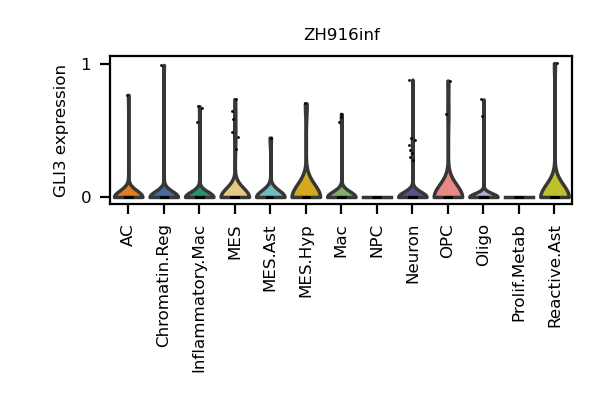 ZH916inf
GLI3 expression
1
0
AC
Chromatin.Reg
Inflammatory.Mac
MES
MES.Ast
MES.Hyp
Mac
NPC
Neuron
OPC
Oligo
Prolif.Metab
Reactive.Ast